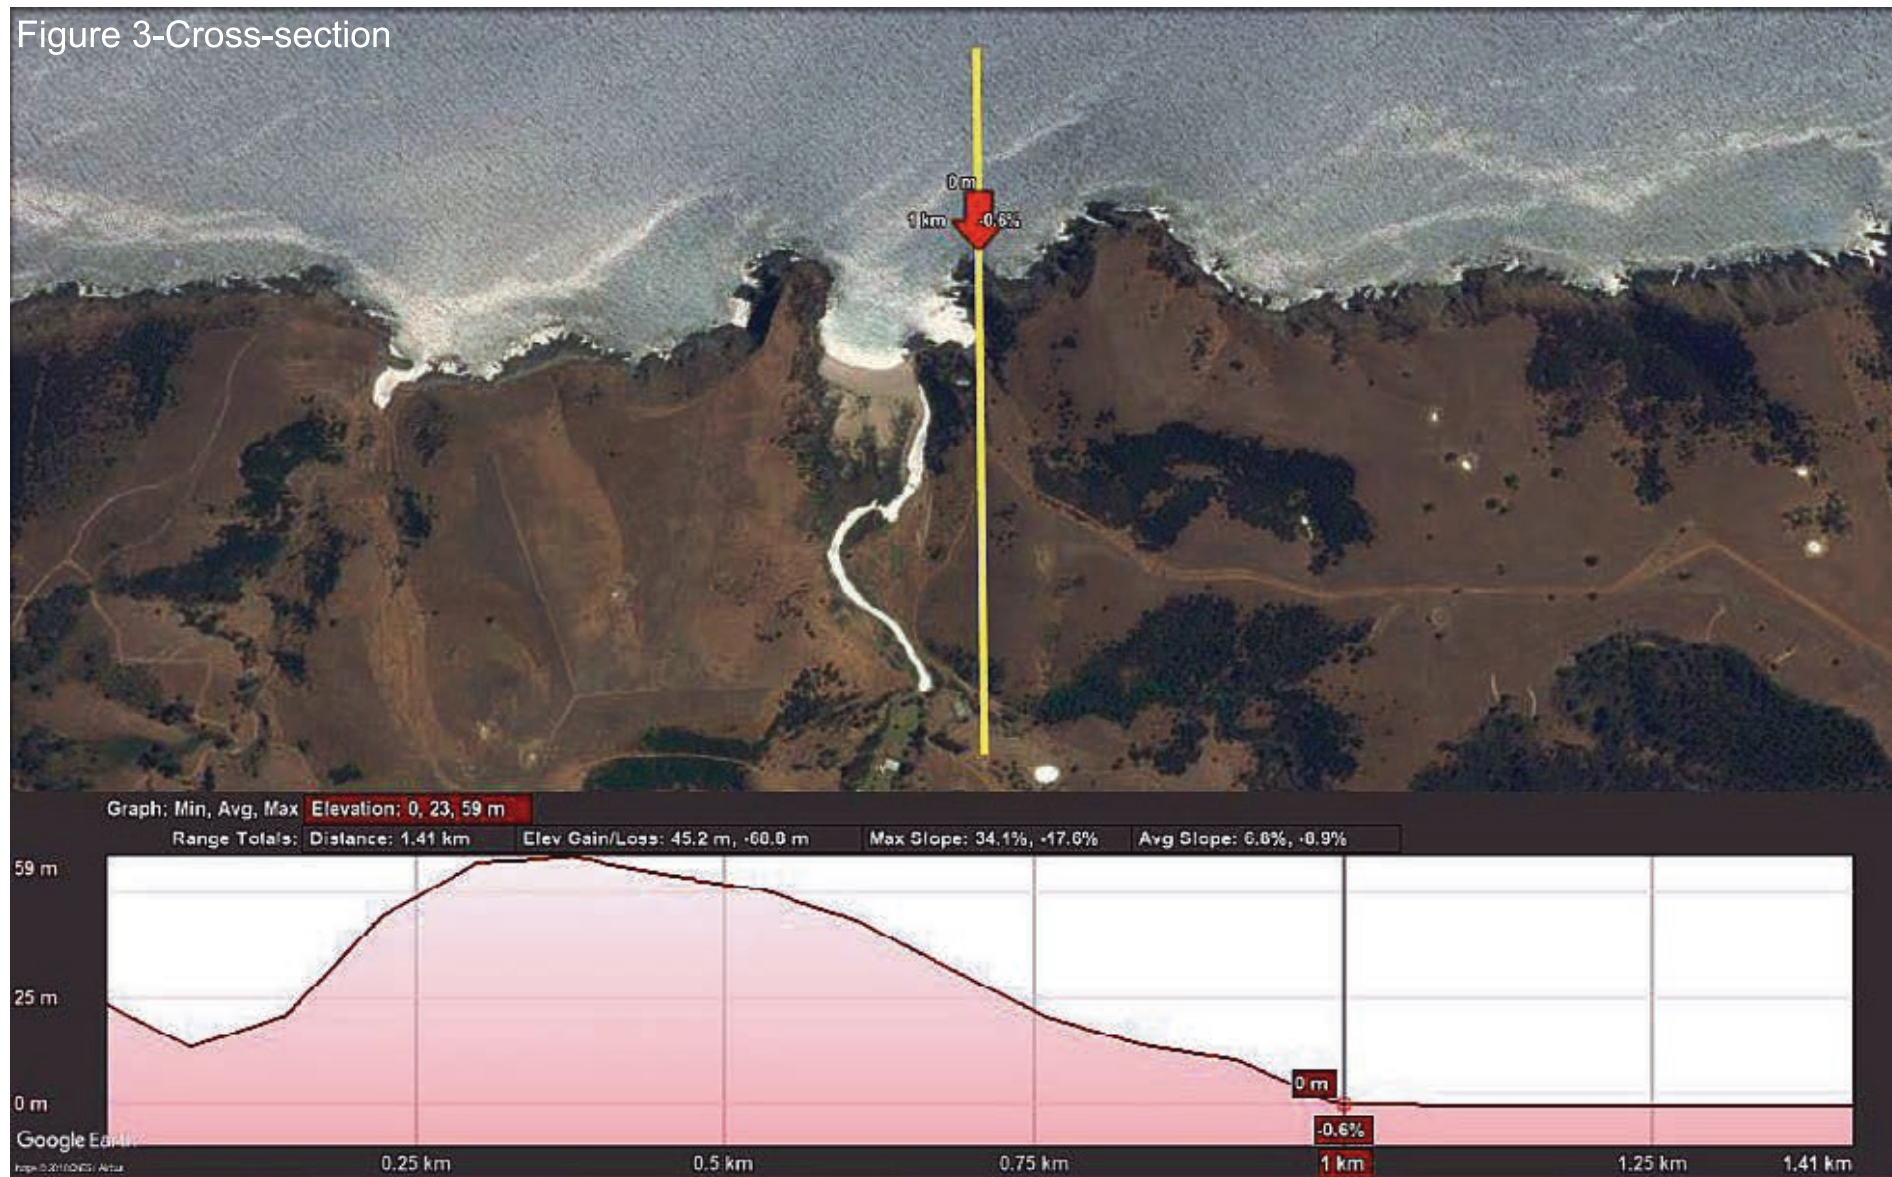 Figure 3-Cross-section
0 m
1 km -0.6%
Graph: Min, Avg, Max Elevation: 0, 23, 59 m
Range Totals: Distance: 1.41 km Elev Gain/Loss: 45.2 m, -68.8 m Max Slope: 34.1%, -17.6% Avg Slope: 6.8%, -8.9%
59 m
25 m
0 m
0 m
Google Earth
-0.6%
0.25 km 0.5 km 0.75 km 1 km 1.25 km 1.41 km